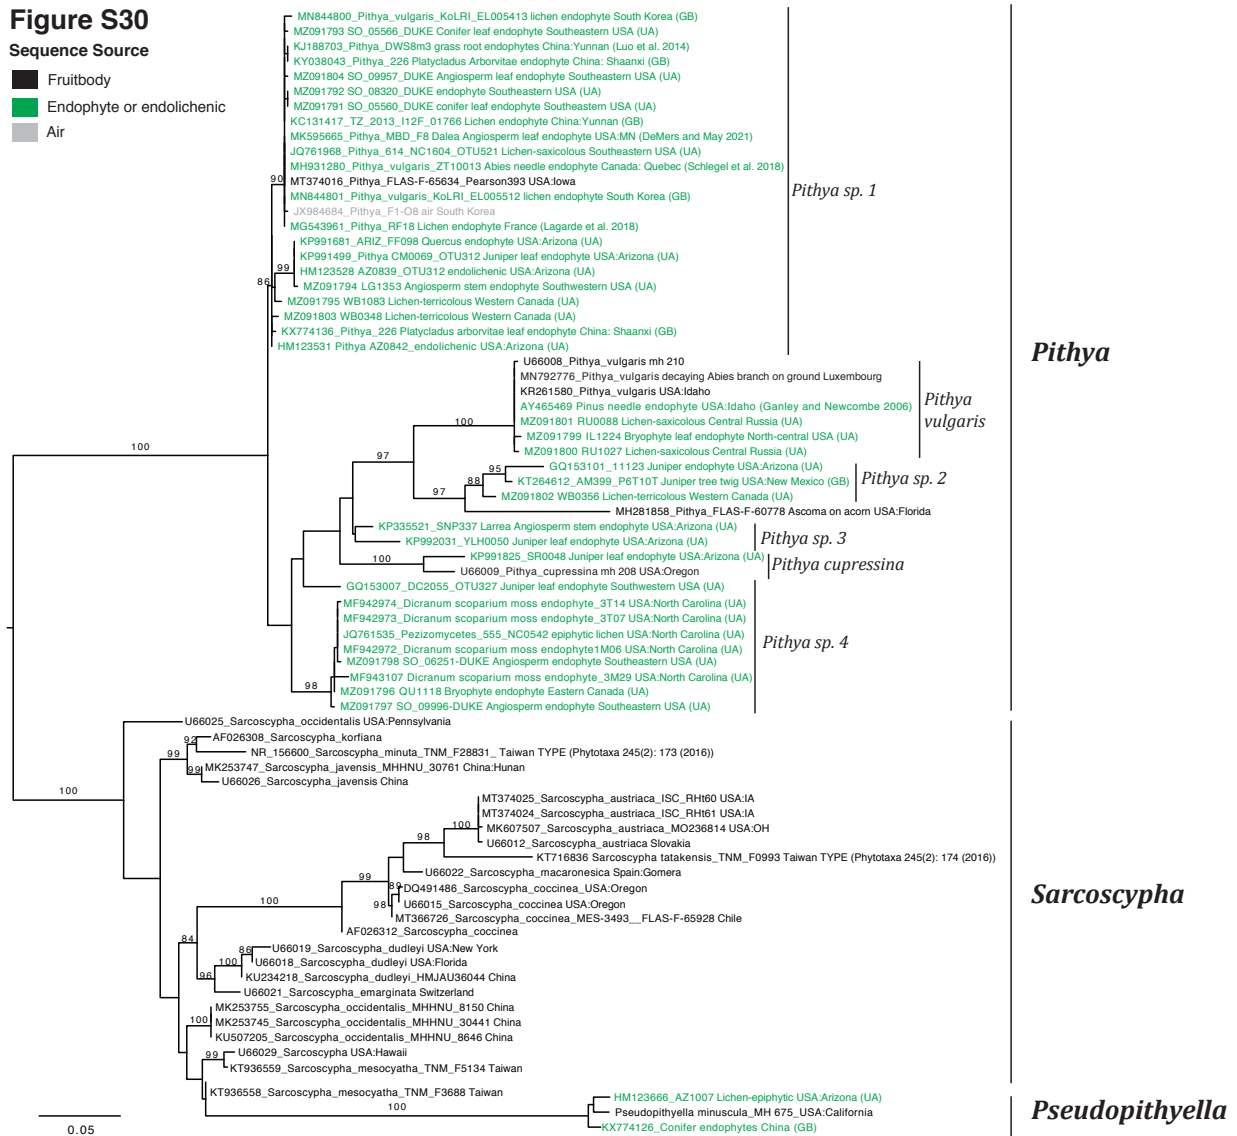 Figure S30
Sequence Source
Fruitbody
Endophyte or endolichenic
Air
MN844800_Pithya_vulgaris_KoLRI_EL005413 lichen endophyte South Korea (GB)
MZ091793 SO_05566_DUKE Conifer leaf endophyte Southeastern USA (UA)
KJ188703_Pithya_DWS8m3 grass root endophytes China:Yunnan (Luo et al. 2014)
KY038043_Pithya_226 Platycladus Arborvitae endophyte China: Shaanxi (GB)
MZ091804 SO_09957_DUKE Angiosperm leaf endophyte Southeastern USA (UA)
MZ091792 SO_08320_DUKE endophyte Southeastern USA (UA)
MZ091791 SO_05560_DUKE conifer leaf endophyte Southeastern USA (UA)
KC131417_TZ_2013_I12F_01766 Lichen endophyte China:Yunnan (GB)
MK595665_Pithya_MBD_F8 Dalea Angiosperm leaf endophyte USA:MN (DeMers and May 2021)
JQ761968_Pithya_614_NC1604_OTU521 Lichen-saxicolous Southeastern USA (UA)
MH931280_Pithya_vulgaris_ZT10013 Abies needle endophyte Canada: Quebec (Schlegel et al. 2018)
90
MT374016_Pithya_FLAS-F-65634_Pearson393 USA:Iowa
Pithya sp. 1
MN844801_Pithya_vulgaris_KoLRI_EL005512 lichen endophyte South Korea (GB)
JX984684_Pithya_F1-O8 air South Korea
MG543961_Pithya_RF18 Lichen endophyte France (Lagarde et al. 2018)
KP991681_ARIZ_FF098 Quercus endophyte USA:Arizona (UA)
KP991499_Pithya CM0069_OTU312 Juniper leaf endophyte USA:Arizona (UA)
99
HM123528 AZ0839_OTU312 endolichenic USA:Arizona (UA)
86
MZ091794 LG1353 Angiosperm stem endophyte Southwestern USA (UA)
MZ091795 WB1083 Lichen-terricolous Western Canada (UA)
MZ091803 WB0348 Lichen-terricolous Western Canada (UA)
KX774136_Pithya_226 Platycladus arborvitae leaf endophyte China: Shaanxi (GB)
HM123531 Pithya AZ0842_endolichenic USA:Arizona (UA)
Pithya
U66008_Pithya_vulgaris mh 210
MN792776_Pithya_vulgaris decaying Abies branch on ground Luxembourg
KR261580_Pithya_vulgaris USA:Idaho
AY465469 Pinus needle endophyte USA:Idaho (Ganley and Newcombe 2006)
Pithya
vulgaris
100
MZ091801 RU0088 Lichen-saxicolous Central Russia (UA)
MZ091799 IL1224 Bryophyte leaf endophyte North-central USA (UA)
100
MZ091800 RU1027 Lichen-saxicolous Central Russia (UA)
97
95
GQ153101_11123 Juniper endophyte USA:Arizona (UA)
88
KT264612_AM399_P6T10T Juniper tree twig USA:New Mexico (GB)
Pithya sp. 2
97
MZ091802 WB0356 Lichen-terricolous Western Canada (UA)
MH281858_Pithya_FLAS-F-60778 Ascoma on acorn USA:Florida
KP335521_SNP337 Larrea Angiosperm stem endophyte USA:Arizona (UA)
KP992031_YLH0050 Juniper leaf endophyte USA:Arizona (UA)
Pithya sp. 3
100
KP991825_SR0048 Juniper leaf endophyte USA:Arizona (UA)
U66009_Pithya_cupressina mh 208 USA:Oregon
Pithya cupressina
GQ153007_DC2055_OTU327 Juniper leaf endophyte Southwestern USA (UA)
MF942974_Dicranum scoparium moss endophyte_3T14 USA:North Carolina (UA)
MF942973_Dicranum scoparium moss endophyte_3T07 USA:North Carolina (UA)
JQ761535_Pezizomycetes_555_NC0542 epiphytic lichen USA:North Carolina (UA)
Pithya sp. 4
MF942972_Dicranum scoparium moss endophyte1M06 USA:North Carolina (UA)
MZ091798 SO_06251-DUKE Angiosperm endophyte Southeastern USA (UA)
MF943107_Dicranum scoparium moss endophyte_3M29 USA:North Carolina (UA)
98
MZ091796 QU1118 Bryophyte endophyte Eastern Canada (UA)
MZ091797 SO_09996-DUKE Angiosperm endophyte Southeastern USA (UA)
U66025_Sarcoscypha_occidentalis USA:Pennsylvania
92
AF026308_Sarcoscypha_korfiana
99
NR_156600_Sarcoscypha_minuta_TNM_F28831_ Taiwan TYPE (Phytotaxa 245(2): 173 (2016))
99
MK253747_Sarcoscypha_javensis_MHHNU_30761 China:Hunan
U66026_Sarcoscypha_javensis China
100
MT374025_Sarcoscypha_austriaca_ISC_RHt60 USA:IA
MT374024_Sarcoscypha_austriaca_ISC_RHt61 USA:IA
100
MK607507_Sarcoscypha_austriaca_MO236814 USA:OH
98
U66012_Sarcoscypha_austriaca Slovakia
KT716836 Sarcoscypha tatakensis_TNM_F0993 Taiwan TYPE (Phytotaxa 245(2): 174 (2016))
U66022_Sarcoscypha_macaronesica Spain:Gomera
99
89
DQ491486_Sarcoscypha_coccinea_USA:Oregon
Sarcoscypha
100
98
U66015_Sarcoscypha_coccinea USA:Oregon
MT366726_Sarcoscypha_coccinea_MES-3493__FLAS-F-65928 Chile
AF026312_Sarcoscypha_coccinea
84
86
U66019_Sarcoscypha_dudleyi USA:New York
100
U66018_Sarcoscypha_dudleyi USA:Florida
96
KU234218_Sarcoscypha_dudleyi_HMJAU36044 China
U66021_Sarcoscypha_emarginata Switzerland
MK253755_Sarcoscypha_occidentalis_MHHNU_8150 China
100
MK253745_Sarcoscypha_occidentalis_MHHNU_30441 China
KU507205_Sarcoscypha_occidentalis_MHHNU_8646 China
99
U66029_Sarcoscypha USA:Hawaii
KT936559_Sarcoscypha_mesocyatha_TNM_F5134 Taiwan
KT936558_Sarcoscypha_mesocyatha_TNM_F3688 Taiwan
HM123666_AZ1007 Lichen-epiphytic USA:Arizona (UA)
100
Pseudopithyella minuscula_MH 675_USA:California
Pseudopithyella
KX774126_Conifer endophytes China (GB)
0.05